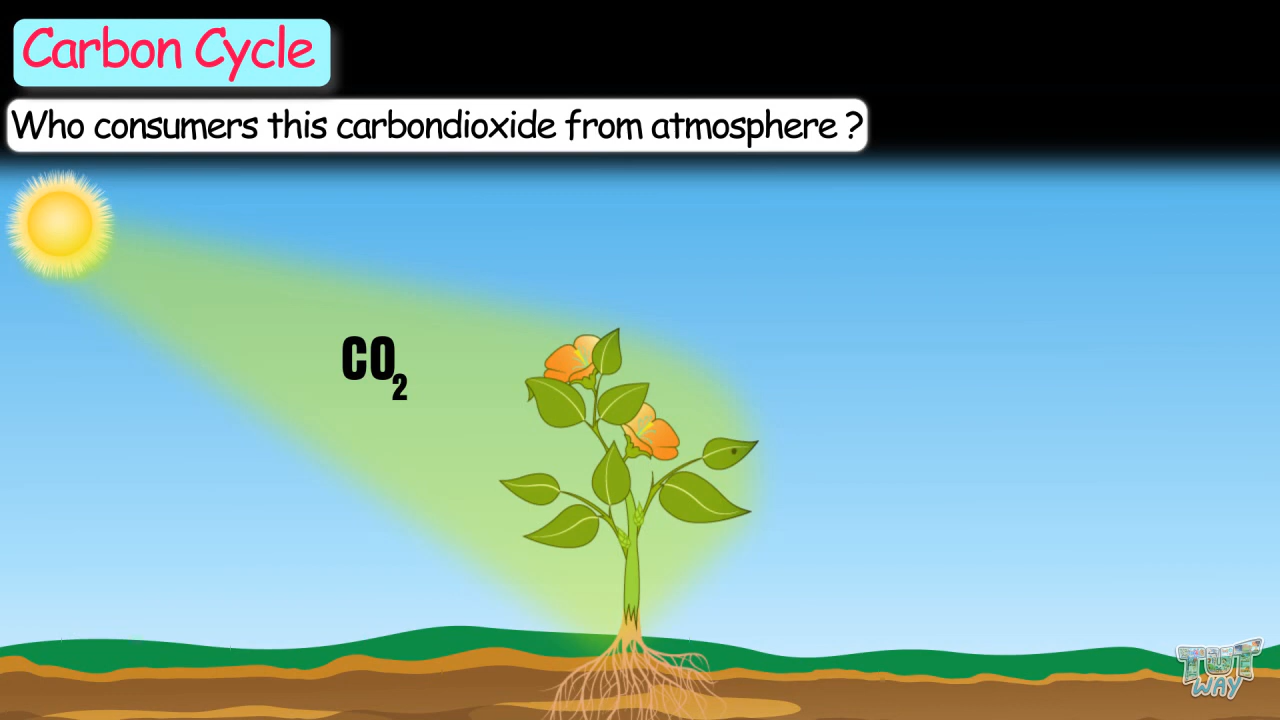 Carbon Cycle
Who consumers this carbondioxide from atmosphere ?
CO₂
TUT
WAY